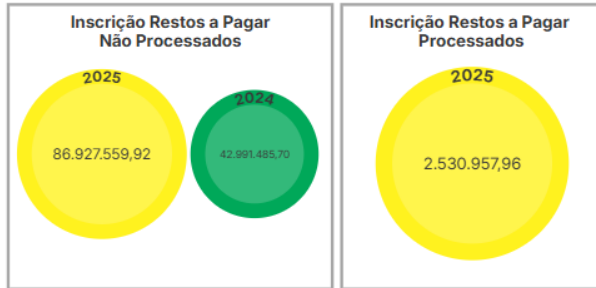 Inscrição Restos a Pagar
Não Processados
2025
86.927.559,92
2024
42.991.485,70
Inscrição Restos a Pagar
Processados
2025
2.530.957,96